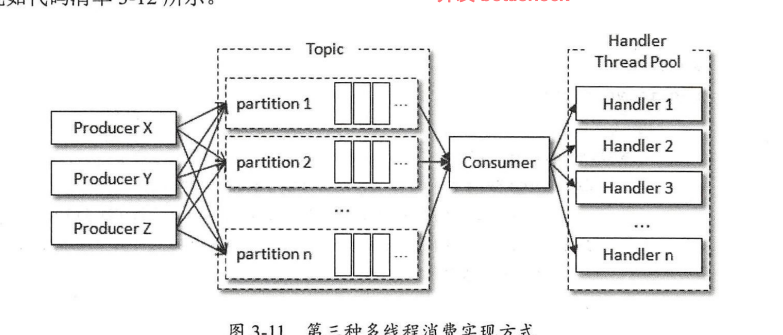 如代码清单 3-12 所示。
Topic
Handler
Thread Pool
partition 1
...
Producer X
Handler 1
Handler 2
partition 2
...
Consumer
Producer Y
Handler 3
...
...
Producer Z
partition n
...
Handler n
图 3-11 第三种多线程消费实现方式